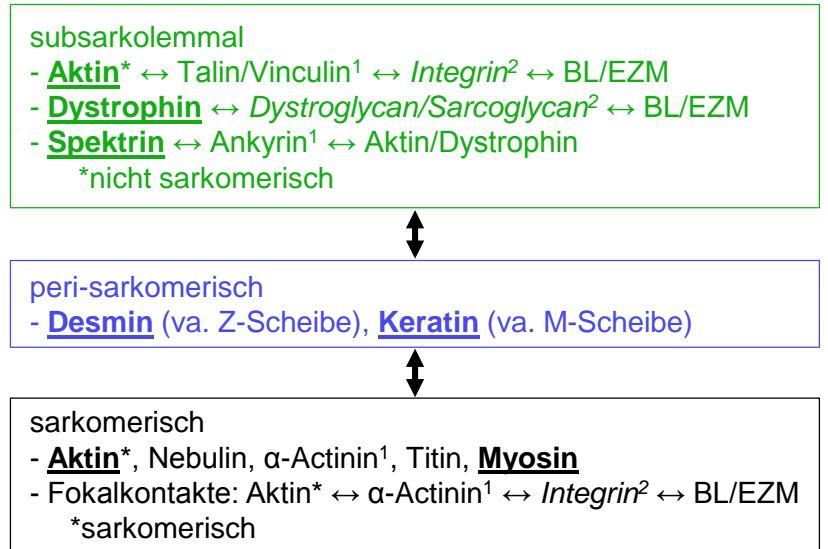 subsarkolemmal
- Aktin* ↔ Talin/Vinculin¹ ↔ Integrin² ↔ BL/EZM
- Dystrophin ↔ Dystroglycan/Sarcoglycan² ↔ BL/EZM
- Spektrin ↔ Ankyrin¹ ↔ Aktin/Dystrophin
*nicht sarkomerisch
peri-sarkomerisch
- Desmin (va. Z-Scheibe), Keratin (va. M-Scheibe)
sarkomerisch
- Aktin*, Nebulin, α-Actinin¹, Titin, Myosin
- Fokalkontakte: Aktin* ↔ α-Actinin¹ ↔ Integrin² ↔ BL/EZM
*sarkomerisch